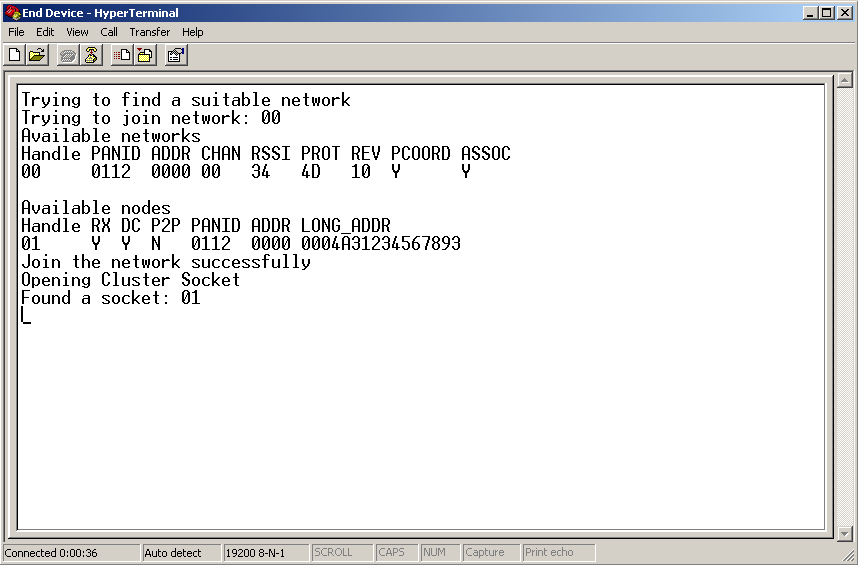 End Device - HyperTerminal
File Edit View Call Transfer Help
Trying to find a suitable network
Trying to join network: 00
Available networks
Handle PANID ADDR CHAN RSSI PROT REV PCOORD ASSOC
00 0112 0000 00 34 4D 10 Y Y
Available nodes
Handle RX DC P2P PANID ADDR LONG_ADDR
01 Y Y N 0112 0000 0004A31234567893
Join the network successfully
Opening Cluster Socket
Found a socket: 01
Connected 0:00:36 Auto detect 19200 8-N-1 SCROLL CAPS NUM Capture Print echo